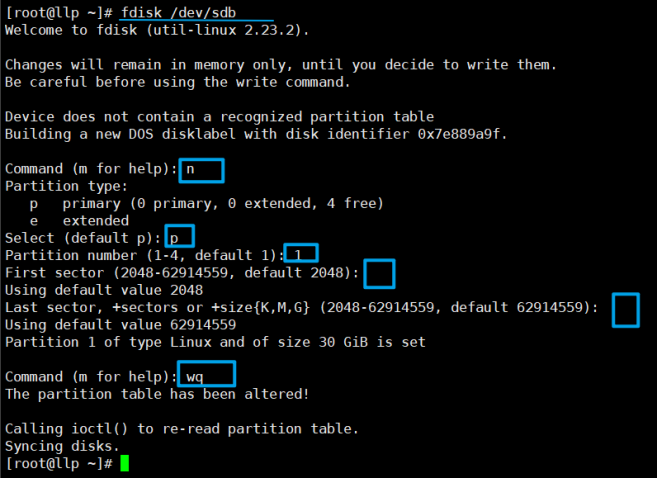 [root@llp ~]# fdisk /dev/sdb
Welcome to fdisk (util-linux 2.23.2).
Changes will remain in memory only, until you decide to write them.
Be careful before using the write command.
Device does not contain a recognized partition table
Building a new DOS disklabel with disk identifier 0x7e889a9f.
Command (m for help): n
Partition type:
   p   primary (0 primary, 0 extended, 4 free)
   e   extended
Select (default p): p
Partition number (1-4, default 1): 1
First sector (2048-62914559, default 2048):
Using default value 2048
Last sector, +sectors or +size{K,M,G} (2048-62914559, default 62914559):
Using default value 62914559
Partition 1 of type Linux and of size 30 GiB is set
Command (m for help): wq
The partition table has been altered!
Calling ioctl() to re-read partition table.
Syncing disks.
[root@llp ~]#